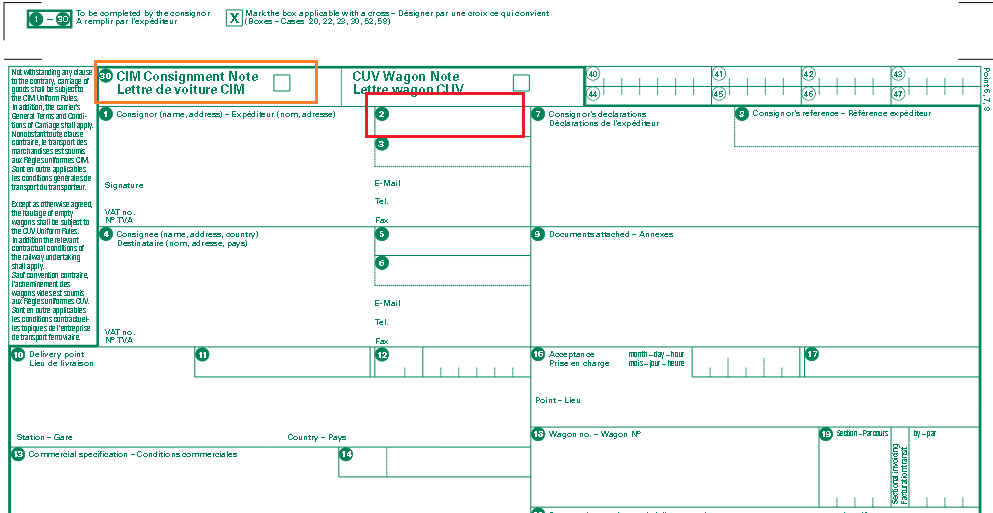 1 – 30
To be completed by the consignor
A remplir par l'expéditeur
X
Mark the box applicable with a cross – Désigner par une croix ce qui convient
(Boxes – Cases 20, 22, 23, 30, 52, 58)
Not withstanding any clause
to the contrary, carriage of
goods shall be subject to
the CIM Uniform Rules.
In addition, the carrier's
General Terms and Condi-
tions of Carriage shall apply.
Nonobstant toute clause
contraire, le transport des
marchandises est soumis
aux Règles uniformes CIM.
Sont en outre applicables
les conditions générales de
transport du transporteur.
Except as otherwise agreed,
the haulage of empty
wagons shall be subject to
the CUV Uniform Rules.
In addition the relevant
contractual conditions of
the railway undertaking
shall apply.
Sauf convention contraire,
l'acheminement des
wagons vides est soumis
aux Règles uniformes CUV.
Sont en outre applicables
les conditions contractuel-
les topiques de l'entreprise
de transport ferroviaire.
30 CIM Consignment Note
Lettre de voiture CIM
CUV Wagon Note
Lettre wagon CUV
40 41 42 43
44 45 46 47
Point 6, 7, 8
1 Consignor (name, address) – Expéditeur (nom, adresse)
2
3
Signature
E-Mail
Tel.
VAT no.
N° TVA
Fax
7 Consignor's declarations
Déclarations de l'expéditeur
8 Consignor's reference – Référence expéditeur
4 Consignee (name, address, country)
Destinataire (nom, adresse, pays)
5
6
E-Mail
Tel.
VAT no.
N° TVA
Fax
9 Documents attached – Annexes
10 Delivery point
Lieu de livraison
11
12
16 Acceptance
Prise en charge
month – day – hour
mois – jour – heure
17
Point – Lieu
Station – Gare
Country – Pays
18 Wagon no. – Wagon N°
19 Section – Parcours
Sectional invoicing
Facturation transit
by – par
13 Commercial specification – Conditions commerciales
14